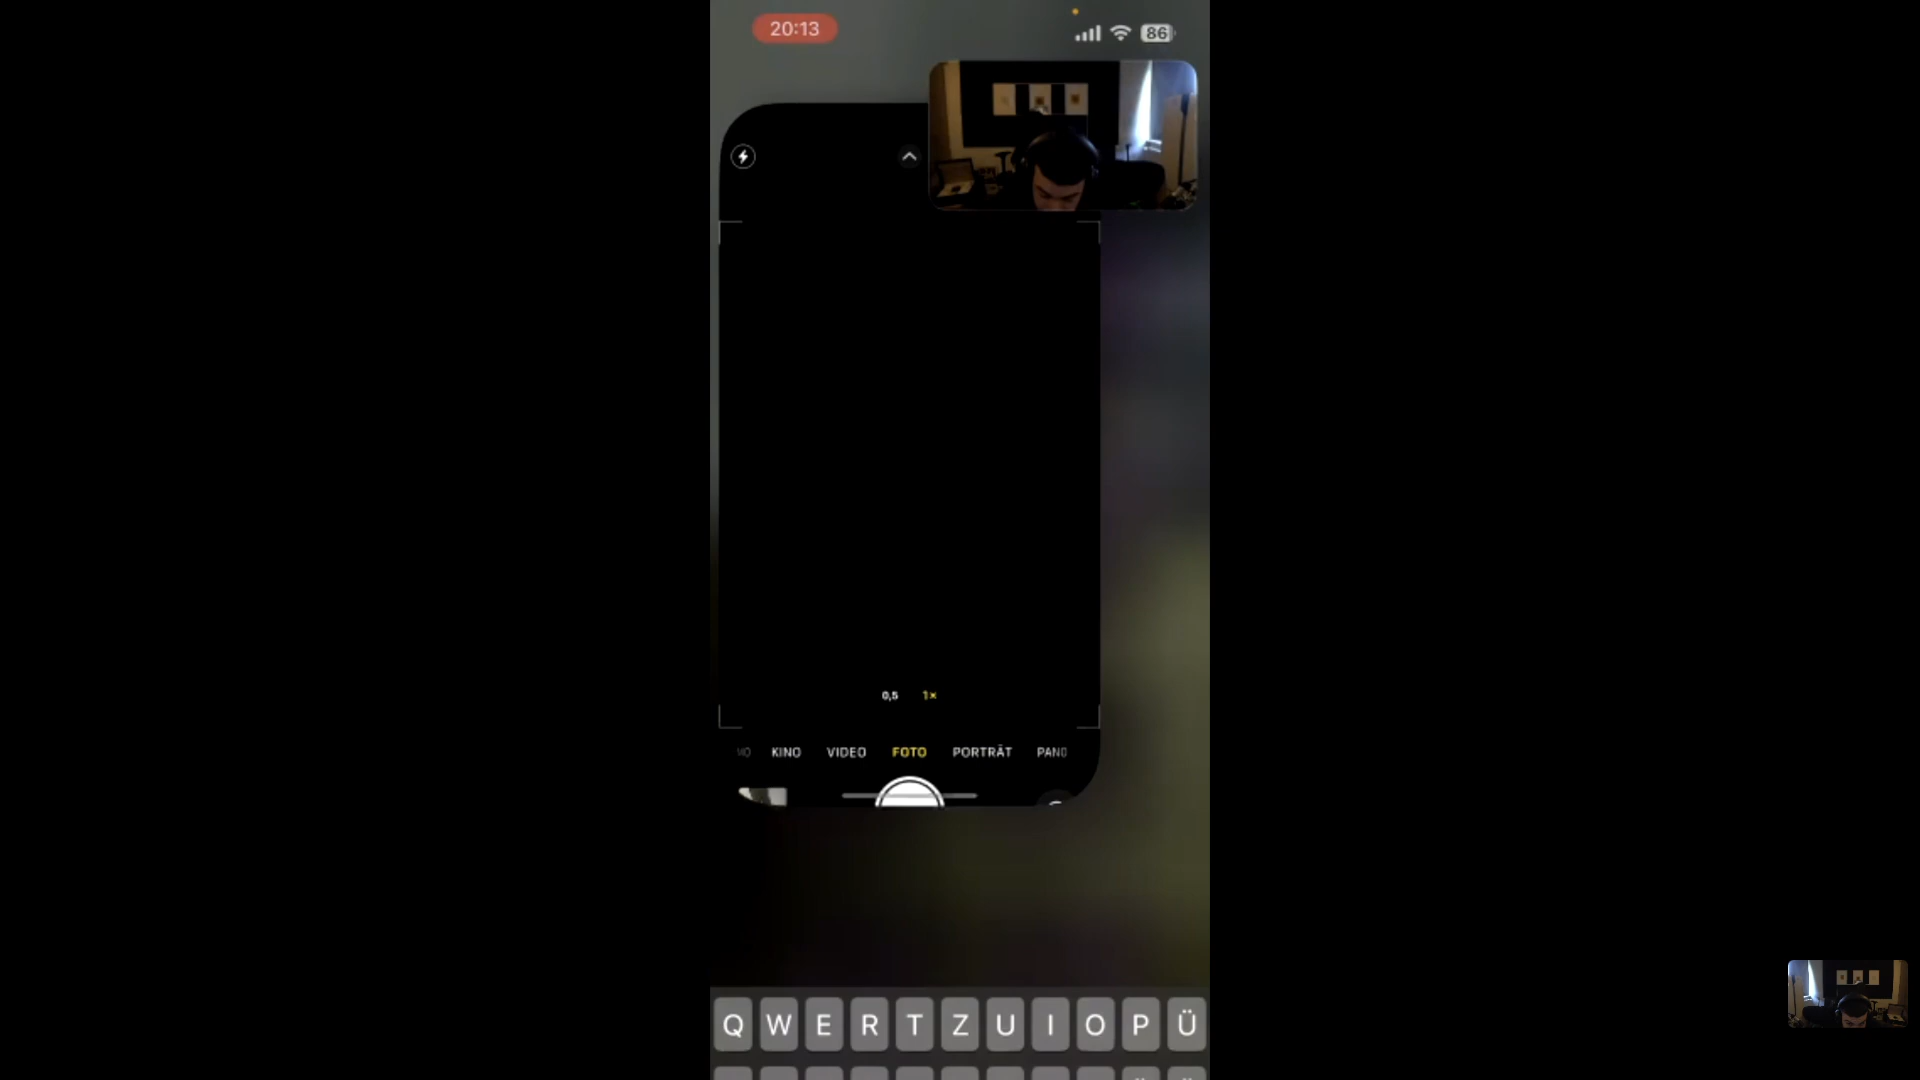 20:13
86
0,5 1×
KINO VIDEO FOTO PORTRÄT PANO
Q W E R T Z U I O P Ü